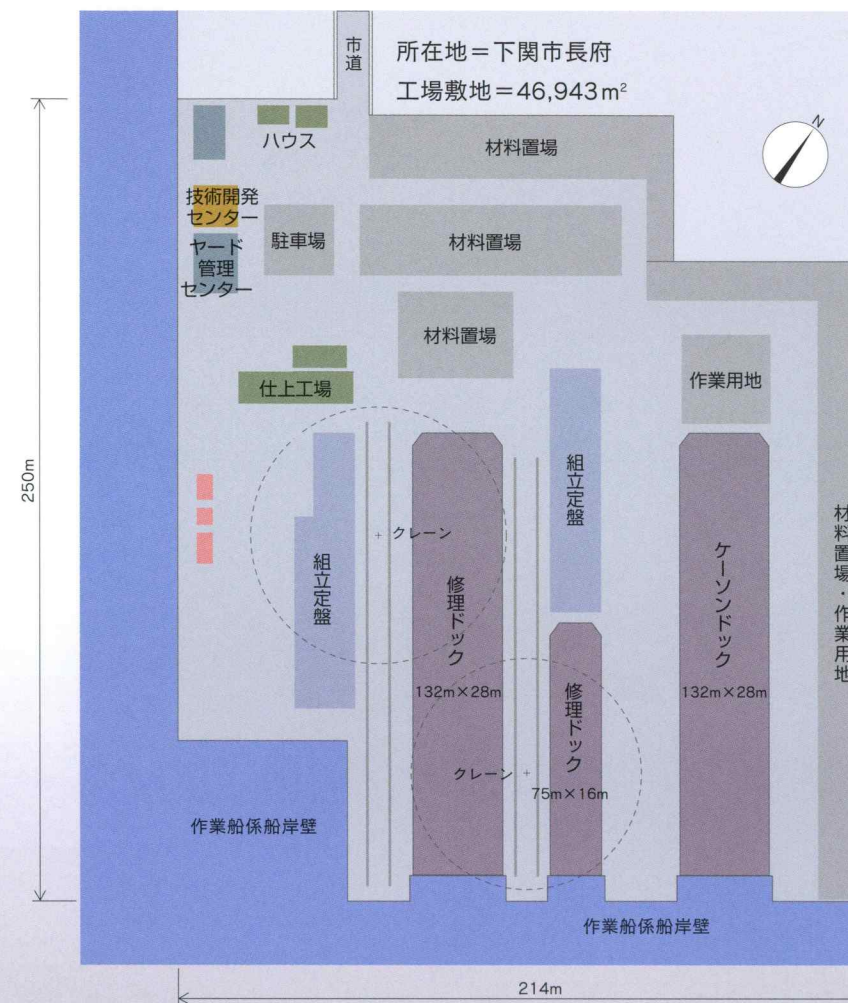 市道
所在地＝下関市長府
工場敷地＝46,943m²
N
ハウス
材料置場
技術開発
センター
ヤード
管理
センター
駐車場
材料置場
材料置場
仕上工場
作業用地
250m
組立定盤
クレーン
組立定盤
修理ドック
132m×28m
ケーソンドック
132m×28m
材料置場・作業用地
修理ドック
75m×16m
クレーン
作業船係船岸壁
作業船係船岸壁
214m